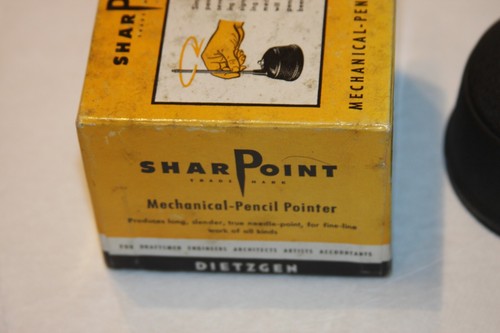 SHARP
MECHANICAL-PEN
SHARPOINT
TRADE MARK
Mechanical-Pencil Pointer
Produces long, slender, true needle-point, for fine-line
work of all kinds
FOR DRAFTSMEN ENGINEERS ARCHITECTS ARTISTS ACCOUNTANTS
DIETZGEN